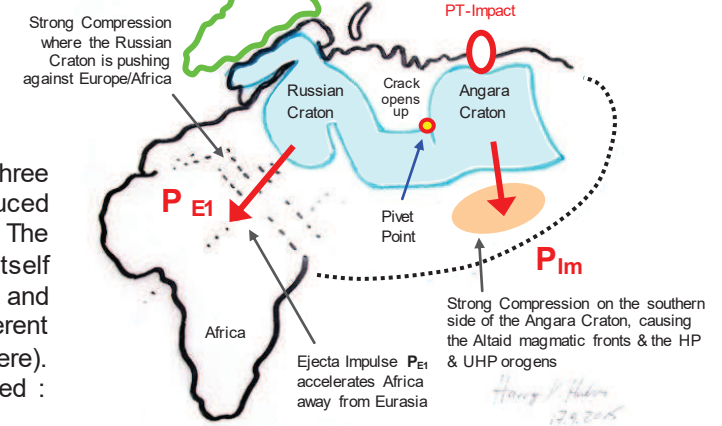 PT-Impact
Strong Compression
where the Russian
Craton is pushing
against Europe/Africa
Russian
Craton
Crack
opens
up
Angara
Craton
hree
uced
The
tself
and
erent
ere).
ed :
P E1
Pivet
Point
PIm
Africa
Ejecta Impulse PE1
accelerates Africa
away from Eurasia
Strong Compression on the southern
side of the Angara Craton, causing
the Altaid magmatic fronts & the HP
& UHP orogens